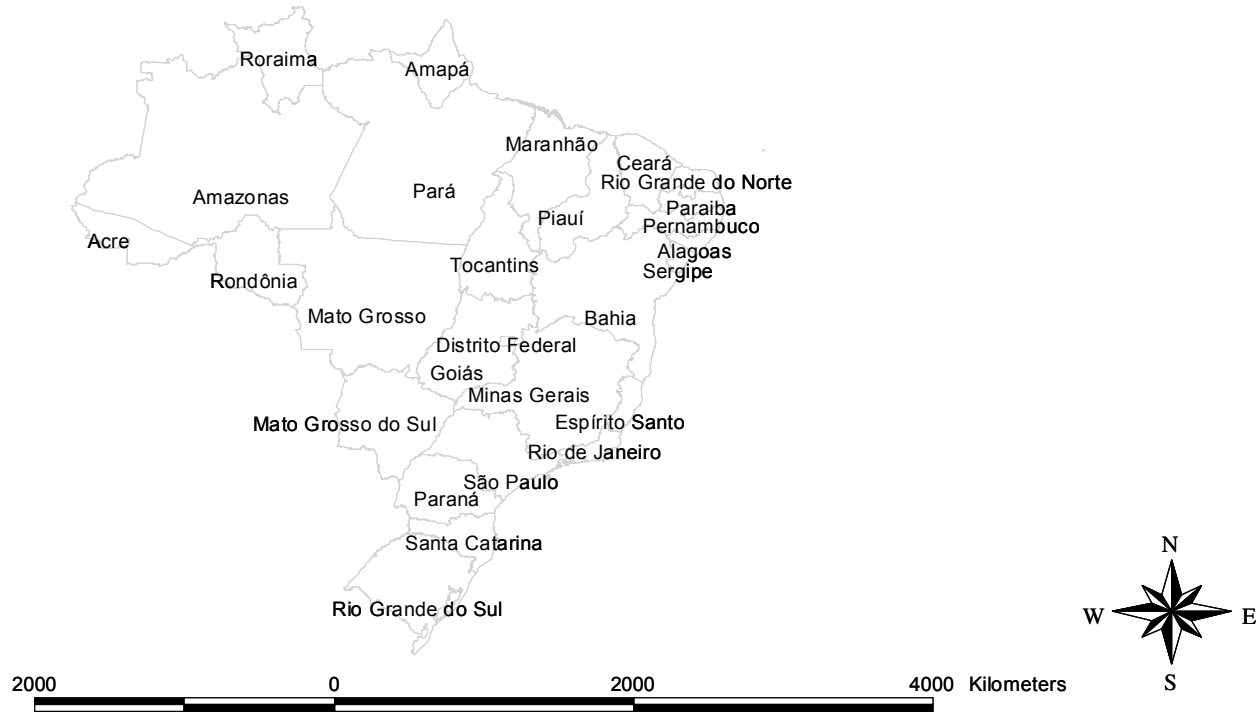 Roraima
Amapá
Maranhão
Ceará
Rio Grande do Norte
Amazonas
Pará
Paraiba
Piauí
Pernambuco
Acre
Alagoas
Tocantins
Sergipe
Rondônia
Mato Grosso
Bahia
Distrito Federal
Goiás
Minas Gerais
Mato Grosso do Sul
Espírito Santo
Rio de Janeiro
São Paulo
Paraná
Santa Catarina
Rio Grande do Sul
N
W E
S
2000 0 2000 4000 Kilometers